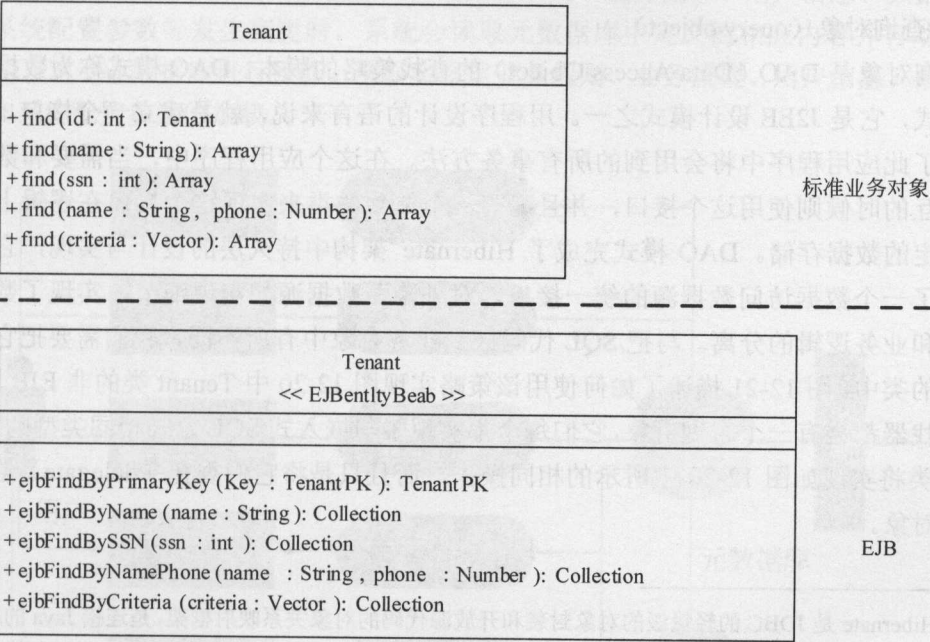 Tenant
+find(id: int ): Tenant
+find(name : String): Array
+find(ssn : int): Array
+find(name : String, phone : Number): Array
+find(criteria : Vector): Array
标准业务对象
Tenant
<< EJBentItyBeab >>
+ejbFindByPrimaryKey (Key : TenantPK ): TenantPK
+ejbFindByName (name : String ): Collection
+ejbFindBySSN (ssn : int ): Collection
+ejbFindByNamePhone (name : String , phone : Number ): Collection
+ejbFindByCriteria (criteria : Vector ): Collection
EJB